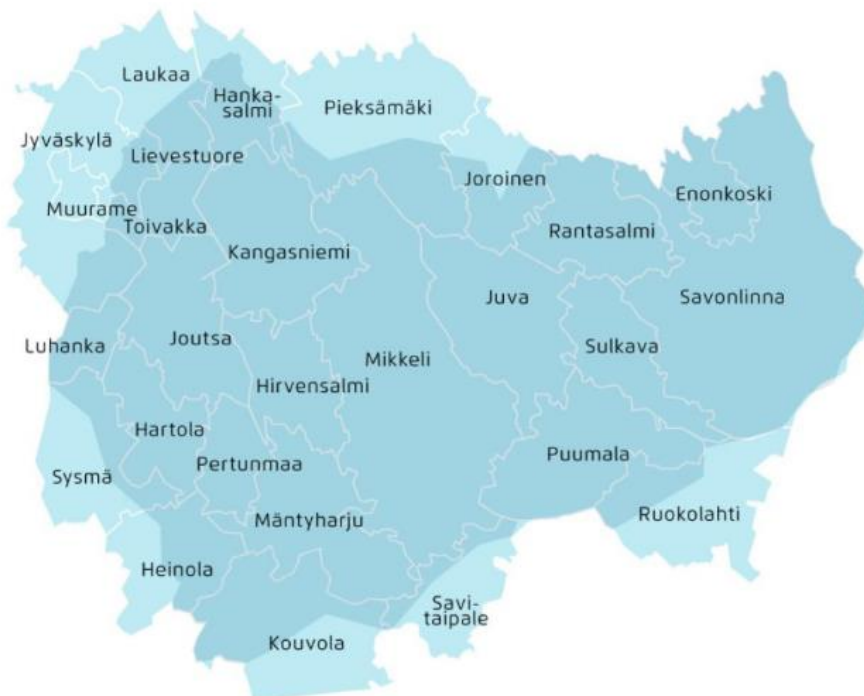 Laukaa
Hanka-
salmi
Pieksämäki
Jyväskylä
Lievestuore
Joroinen
Enonkoski
Muurame
Toivakka
Rantasalmi
Kangasniemi
Juva
Savonlinna
Luhanka
Joutsa
Mikkeli
Sulkava
Hirvensalmi
Hartola
Pertunmaa
Puumala
Sysmä
Mäntyharju
Ruokolahti
Heinola
Savi-
taipale
Kouvola